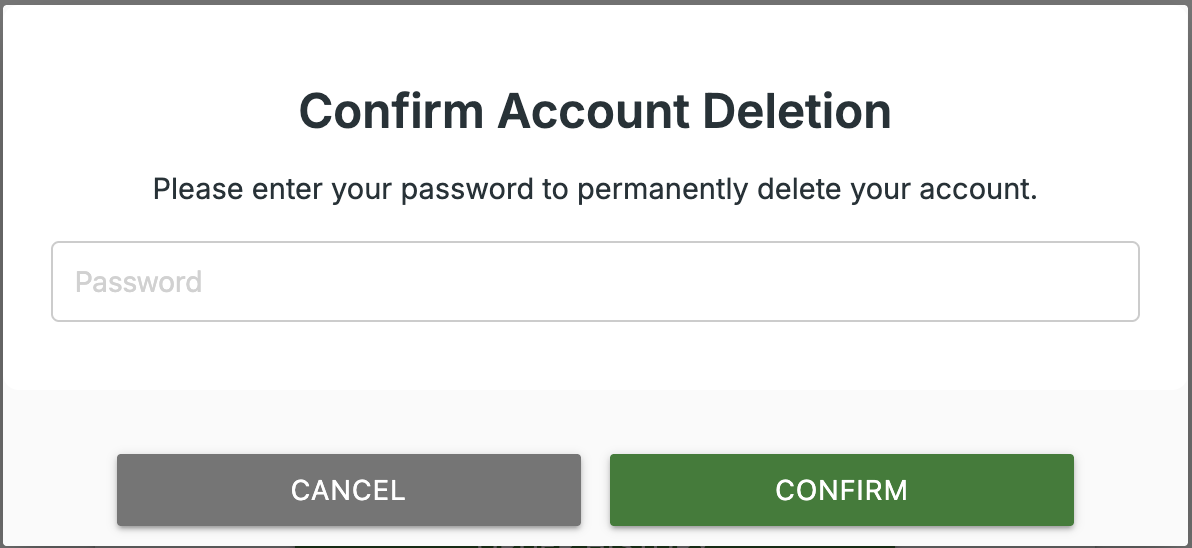 Confirm Account Deletion
Please enter your password to permanently delete your account.
Password
CANCEL
CONFIRM